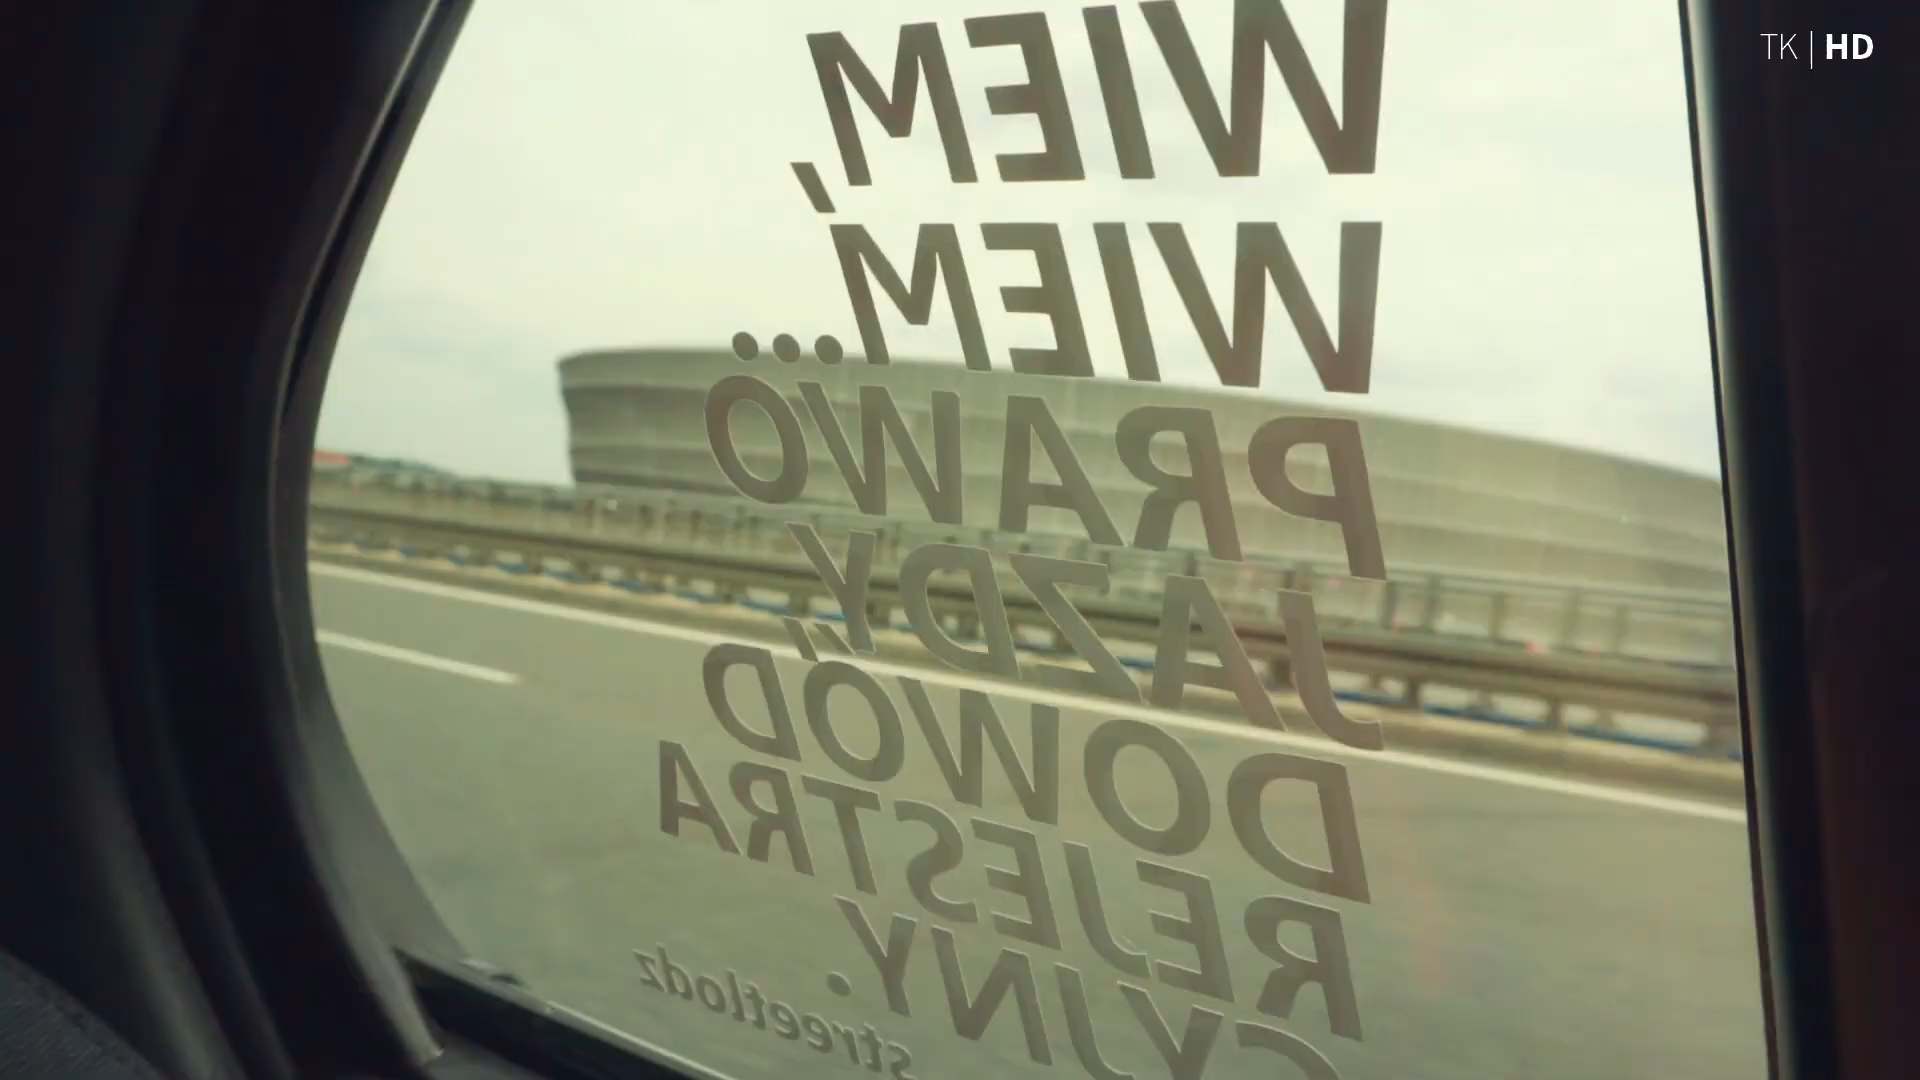 TK | HD
WIEM,
WIEM...
PRAWO
JAZDY
DOWÓD
REJESTRA
CYJNY.
streetlodz